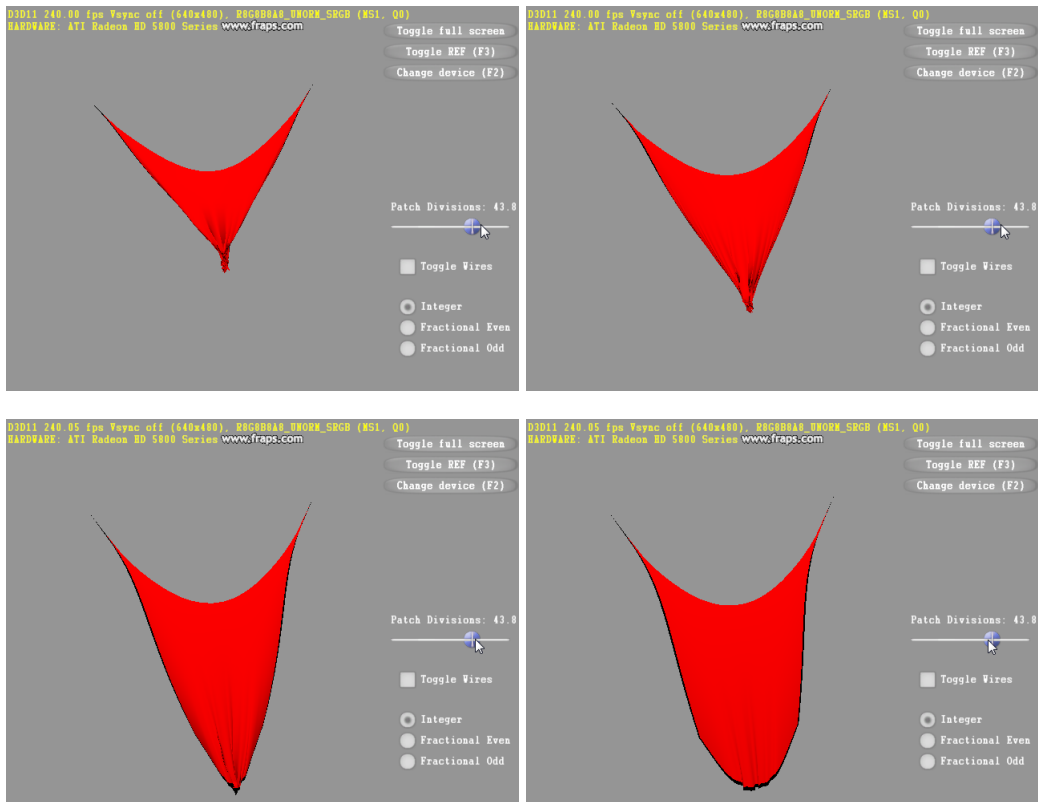 D3D11 240.00 fps Vsync off (640x480), R8G8B8A8_UNORM_SRGB (MS1, Q0)
HARDWARE: ATI Radeon HD 5800 Series www.fraps.com
Toggle full screen
Toggle REF (F3)
Change device (F2)
Patch Divisions: 43.8
Toggle Wires
Integer
Fractional Even
Fractional Odd
D3D11 240.00 fps Vsync off (640x480), R8G8B8A8_UNORM_SRGB (MS1, Q0)
HARDWARE: ATI Radeon HD 5800 Series www.fraps.com
Toggle full screen
Toggle REF (F3)
Change device (F2)
Patch Divisions: 43.8
Toggle Wires
Integer
Fractional Even
Fractional Odd
D3D11 240.05 fps Vsync off (640x480), R8G8B8A8_UNORM_SRGB (MS1, Q0)
HARDWARE: ATI Radeon HD 5800 Series www.fraps.com
Toggle full screen
Toggle REF (F3)
Change device (F2)
Patch Divisions: 43.8
Toggle Wires
Integer
Fractional Even
Fractional Odd
D3D11 240.05 fps Vsync off (640x480), R8G8B8A8_UNORM_SRGB (MS1, Q0)
HARDWARE: ATI Radeon HD 5800 Series www.fraps.com
Toggle full screen
Toggle REF (F3)
Change device (F2)
Patch Divisions: 43.8
Toggle Wires
Integer
Fractional Even
Fractional Odd